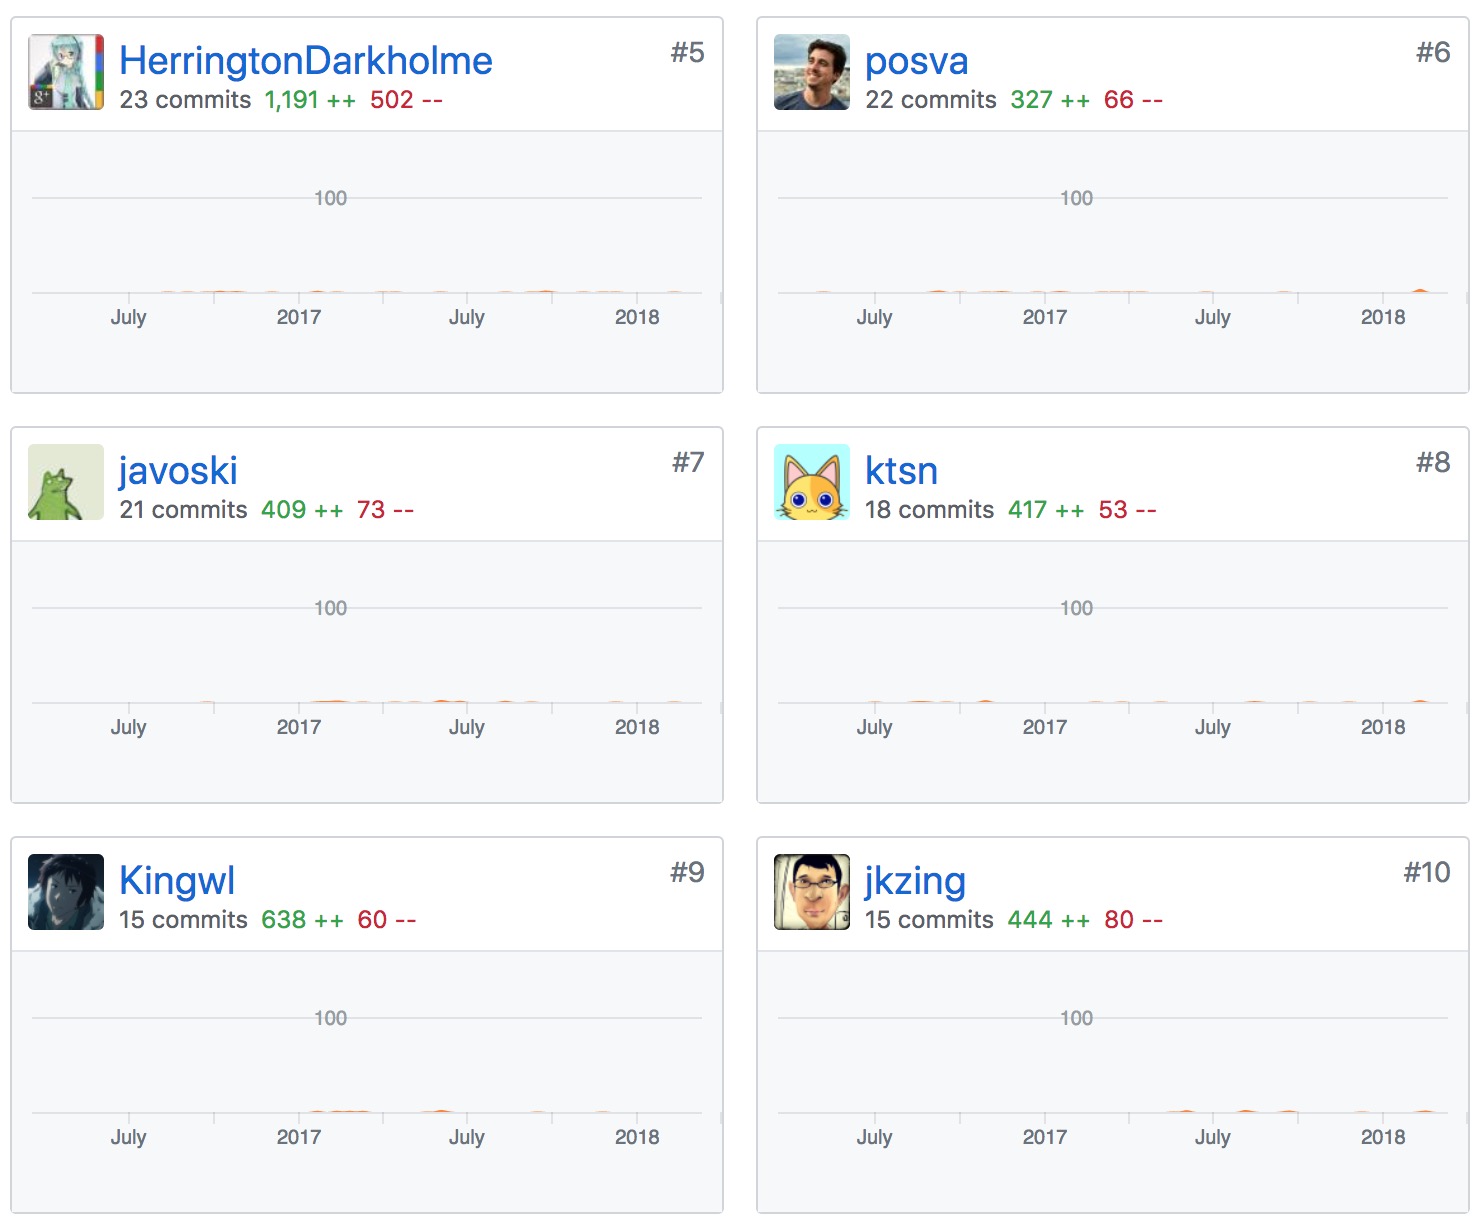 HerringtonDarkholme
#5
23 commits 1,191 ++ 502 --
100
July 2017 July 2018
posva
#6
22 commits 327 ++ 66 --
100
July 2017 July 2018
javoski
#7
21 commits 409 ++ 73 --
100
July 2017 July 2018
ktsn
#8
18 commits 417 ++ 53 --
100
July 2017 July 2018
Kingwl
#9
15 commits 638 ++ 60 --
100
July 2017 July 2018
jkzing
#10
15 commits 444 ++ 80 --
100
July 2017 July 2018
g+